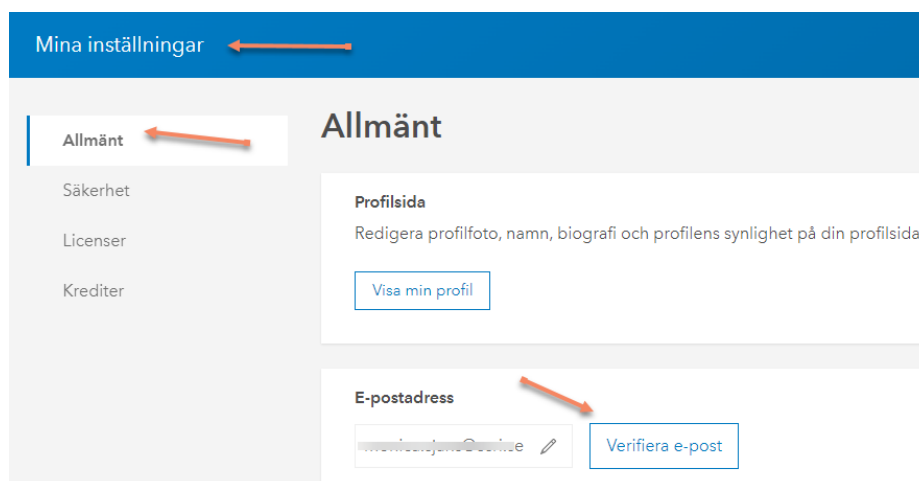 Mina inställningar
Allmänt
Säkerhet
Licenser
Krediter
Allmänt
Profilsida
Redigera profilfoto, namn, biografi och profilens synlighet på din profilsida
Visa min profil
E-postadress
Verifiera e-post